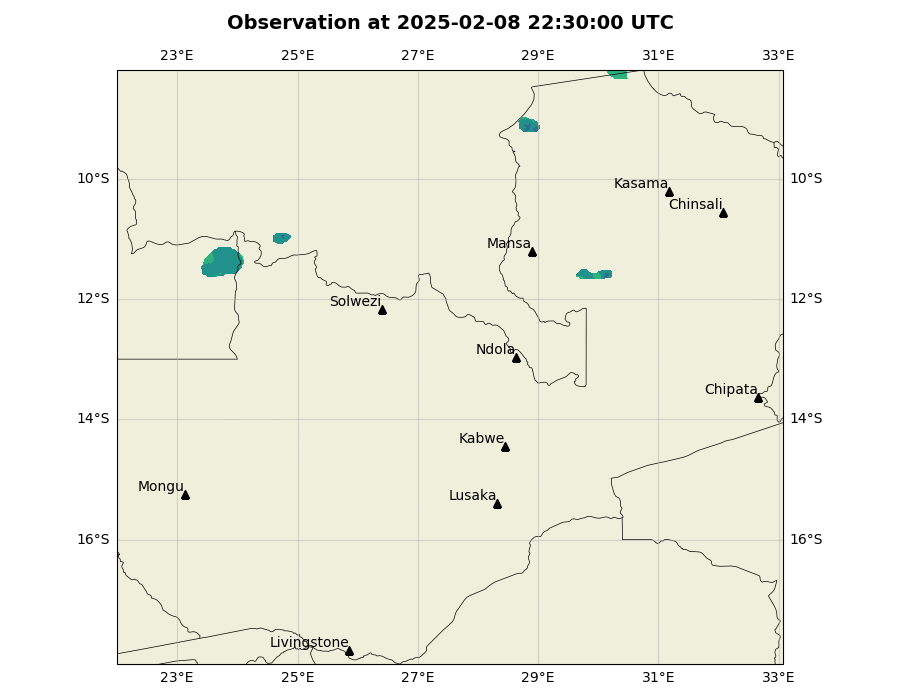 Observation at 2025-02-08 22:30:00 UTC
23°E 25°E 27°E 29°E 31°E 33°E
10°S 10°S
Kasama
Chinsali
Mansa
12°S 12°S
Solwezi
Ndola
Chipata
14°S 14°S
Kabwe
Mongu
Lusaka
16°S 16°S
Livingstone
23°E 25°E 27°E 29°E 31°E 33°E